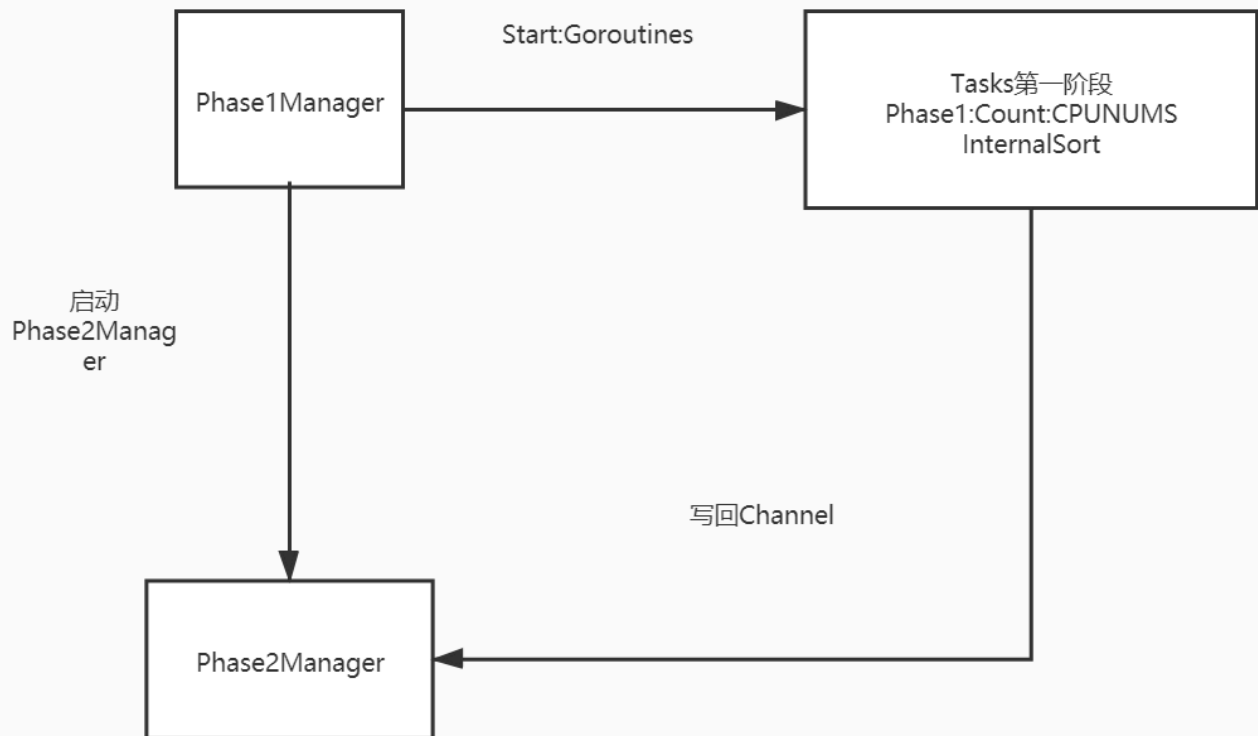 Start:Goroutines
Phase1Manager
Tasks第一阶段
Phase1:Count:CPUNUMS
InternalSort
启动
Phase2Manag
er
写回Channel
Phase2Manager